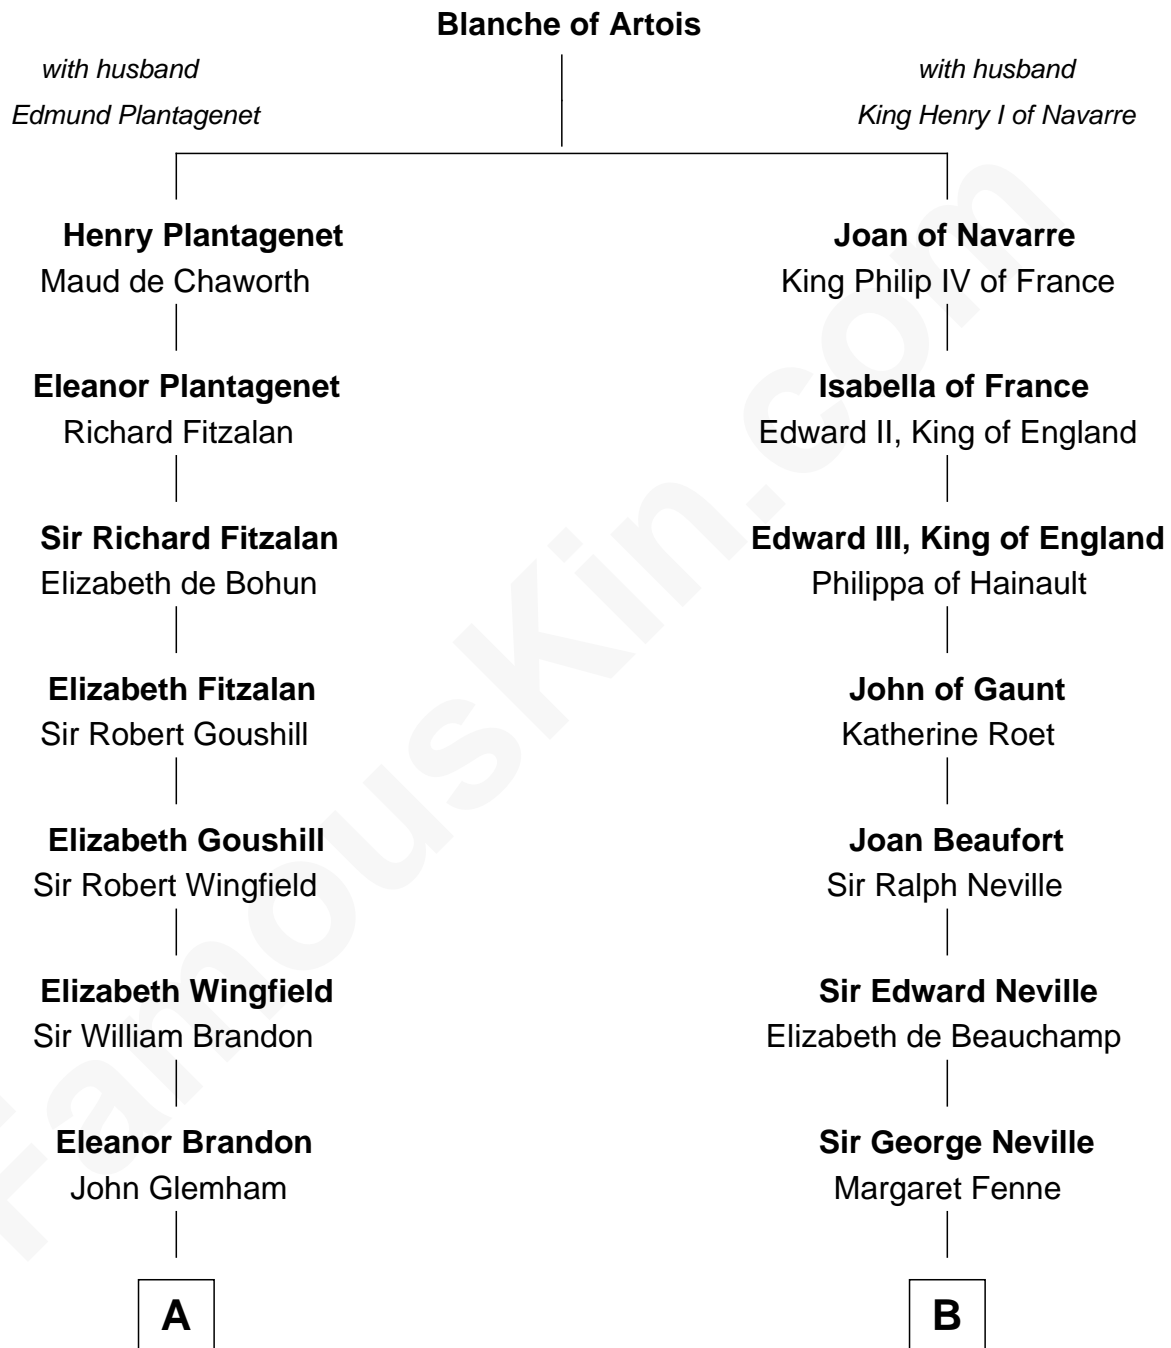 Blanche of Artois
with husband
Edmund Plantagenet
with husband
King Henry I of Navarre
Henry Plantagenet
Maud de Chaworth
Eleanor Plantagenet
Richard Fitzalan
Sir Richard Fitzalan
Elizabeth de Bohun
Elizabeth Fitzalan
Sir Robert Goushill
Elizabeth Goushill
Sir Robert Wingfield
Elizabeth Wingfield
Sir William Brandon
Eleanor Brandon
John Glemham
A
Joan of Navarre
King Philip IV of France
Isabella of France
Edward II, King of England
Edward III, King of England
Philippa of Hainault
John of Gaunt
Katherine Roet
Joan Beaufort
Sir Ralph Neville
Sir Edward Neville
Elizabeth de Beauchamp
Sir George Neville
Margaret Fenne
B
FamousKin.com